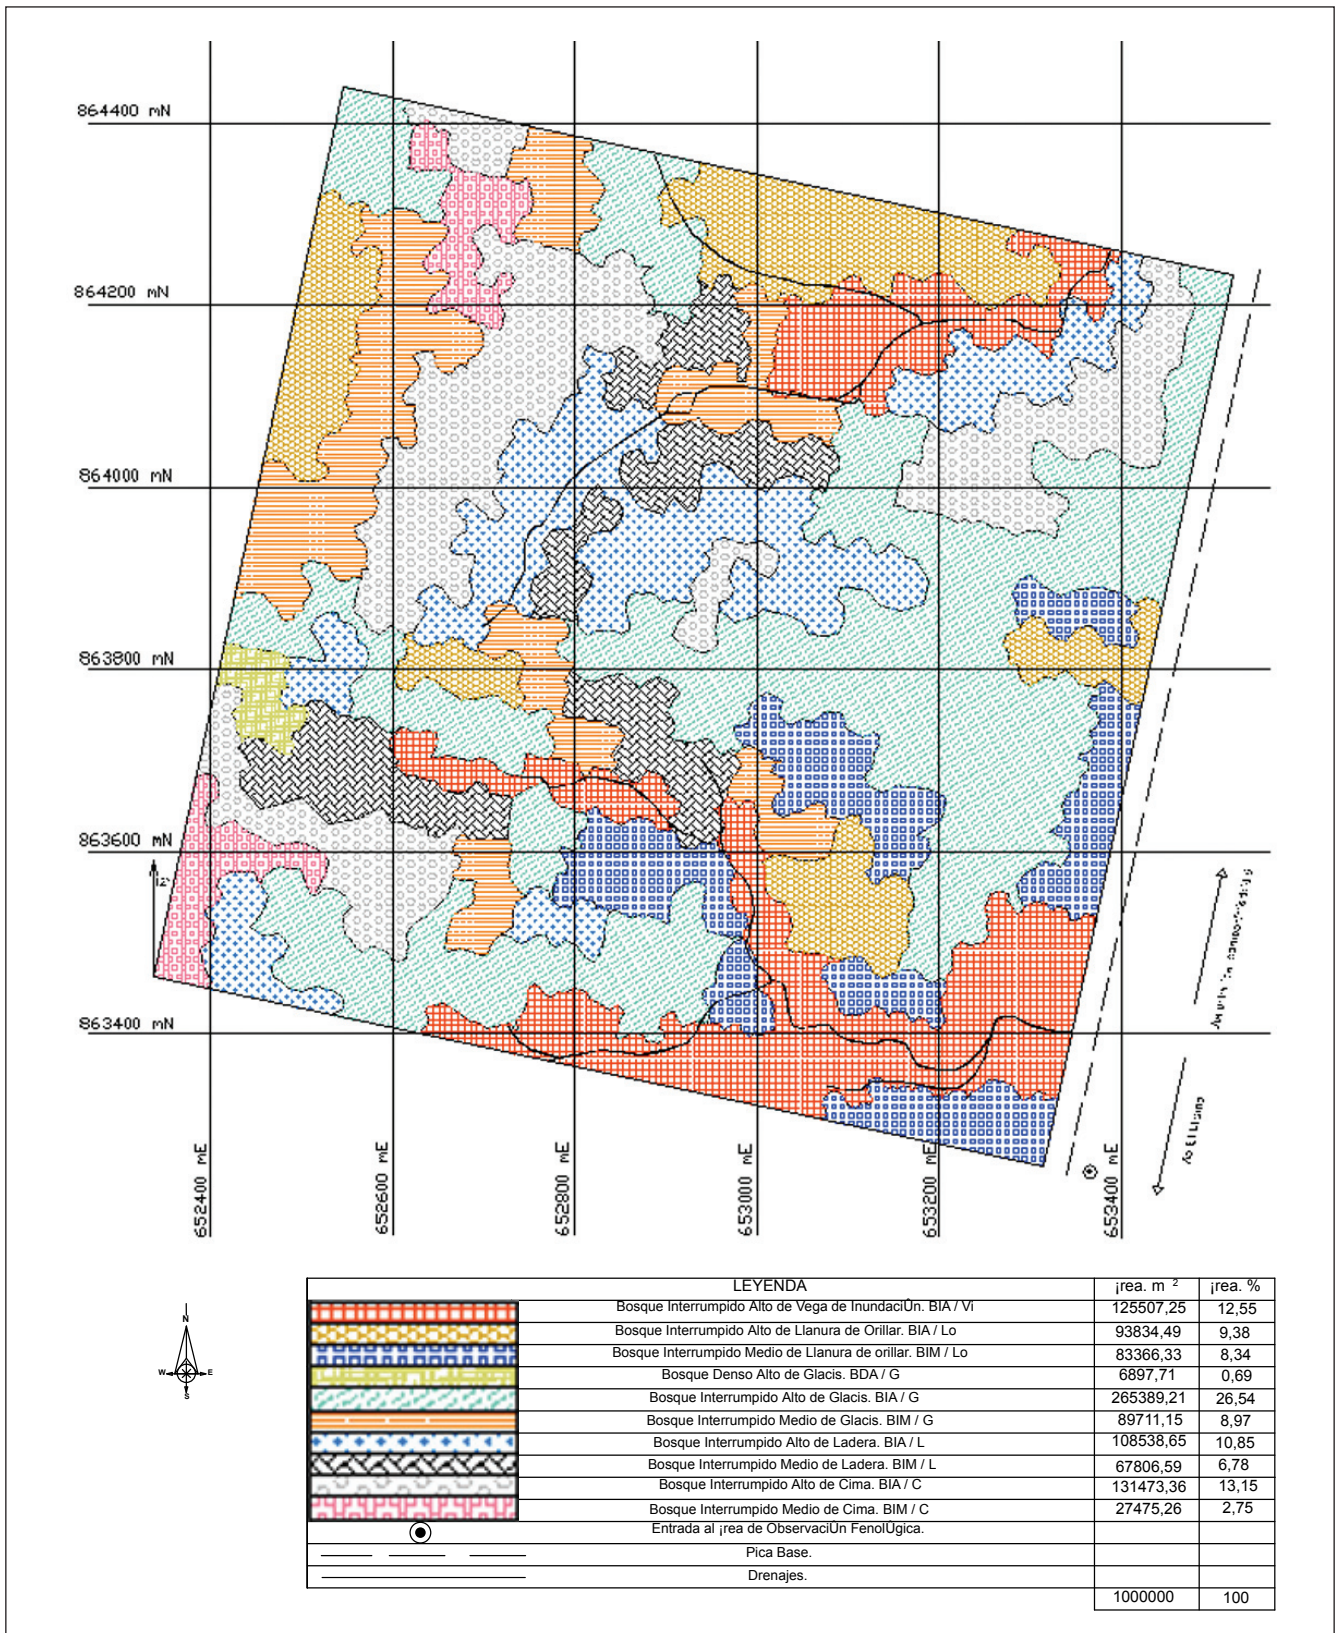 864400 mN
864200 mN
864000 mN
863800 mN
863600 mN
12°
863400 mN
652400 mE
652600 mE
652800 mE
653000 mE
653200 mE
653400 mE
N
W E
S
LEYENDA ¡rea. m 2 ¡rea. %
Bosque Interrumpido Alto de Vega de InundaciÛn. BIA / Vi 125507,25 12,55
Bosque Interrumpido Alto de Llanura de Orillar. BIA / Lo 93834,49 9,38
Bosque Interrumpido Medio de Llanura de orillar. BIM / Lo 83366,33 8,34
Bosque Denso Alto de Glacis. BDA / G 6897,71 0,69
Bosque Interrumpido Alto de Glacis. BIA / G 265389,21 26,54
Bosque Interrumpido Medio de Glacis. BIM / G 89711,15 8,97
Bosque Interrumpido Alto de Ladera. BIA / L 108538,65 10,85
Bosque Interrumpido Medio de Ladera. BIM / L 67806,59 6,78
Bosque Interrumpido Alto de Cima. BIA / C 131473,36 13,15
Bosque Interrumpido Medio de Cima. BIM / C 27475,26 2,75
Entrada al ¡rea de ObservaciÛn FenolÛgica.
Pica Base.
Drenajes.
1000000 100